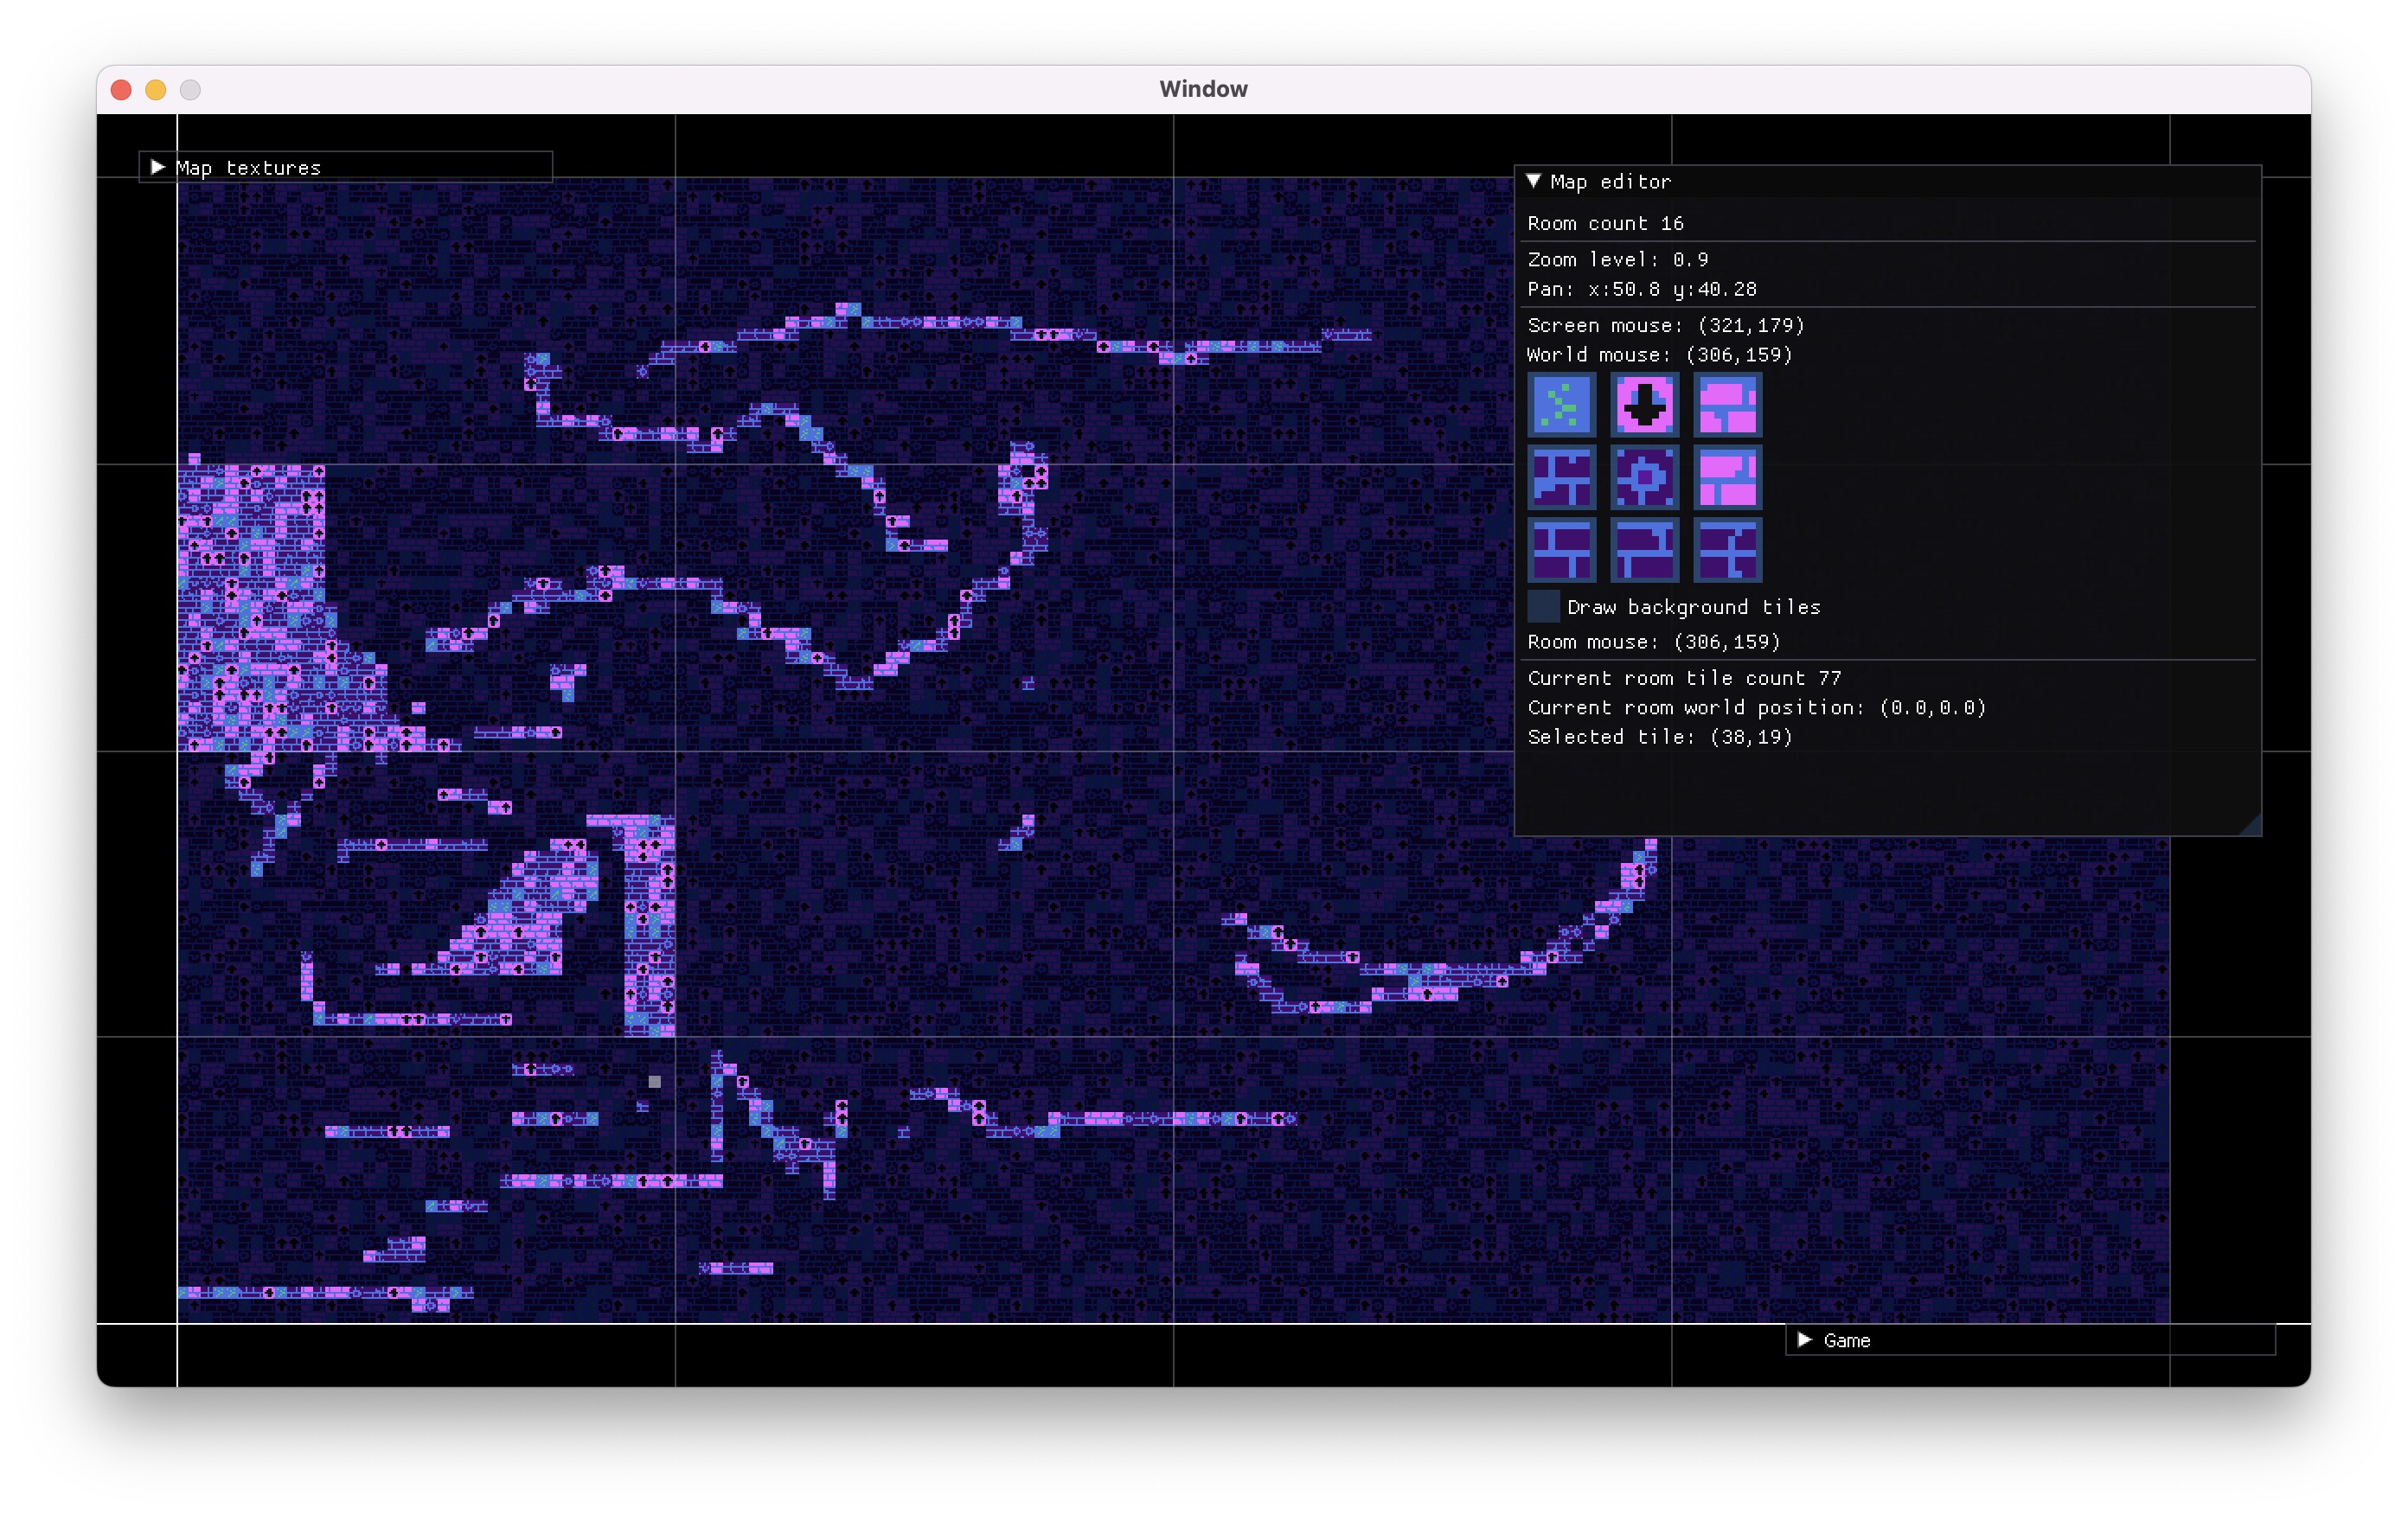 Window
Map textures
Map editor
Room count 16
Zoom level: 0.9
Pan: x:50.8 y:40.28
Screen mouse: (321,179)
World mouse: (306,159)
Draw background tiles
Room mouse: (306,159)
Current room tile count 77
Current room world position: (0.0,0.0)
Selected tile: (38,19)
Game